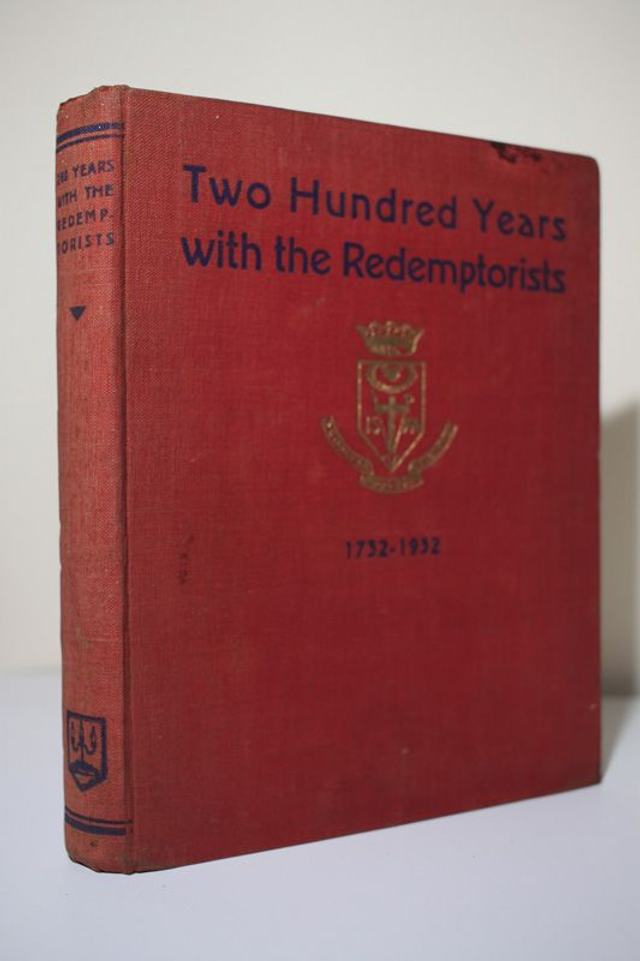 200 YEARS
WITH THE
REDEMP-
TORISTS
Two Hundred Years
with the Redemptorists
1732-1932